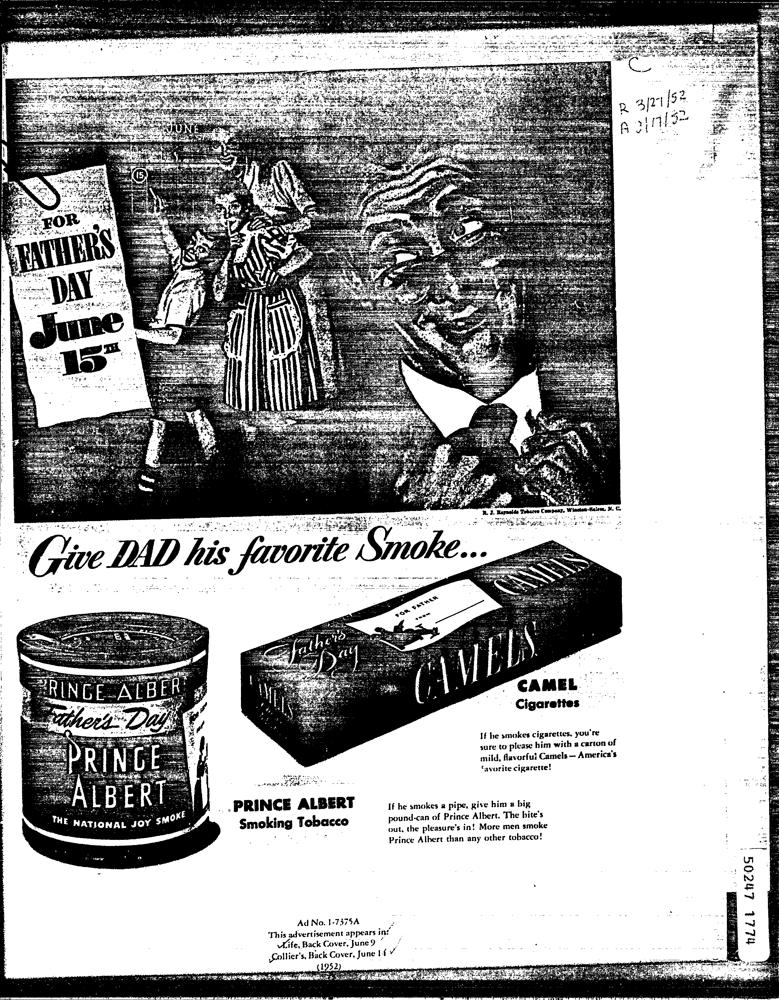 C
R 3/27/52
JUNE
15
FOR
FATHER'S
DAY
June
15TH
R. J. Reynolds Tobacco Company, Winston-Salem, N. C.
Give DAD his favorite Smoke...
FOR FATHER
FROM
Father's
Day
CAMELS
CAMELS
CAMELS
CAMEL
Cigarettes
If he smokes cigarettes, you're
sure to please him with a carton of
mild, flavorful Camels — America's
favorite cigarette!
PRINCE ALBERT
Father's Day
PRINCE
ALBERT
THE NATIONAL JOY SMOKE
PRINCE ALBERT
Smoking Tobacco
If he smokes a pipe, give him a big
pound-can of Prince Albert. The bite's
out, the pleasure's in! More men smoke
Prince Albert than any other tobacco!
Ad No. 1-7375A
This advertisement appears in:
Life, Back Cover, June 9
Collier's, Back Cover, June 14
(1952)
50247 1774